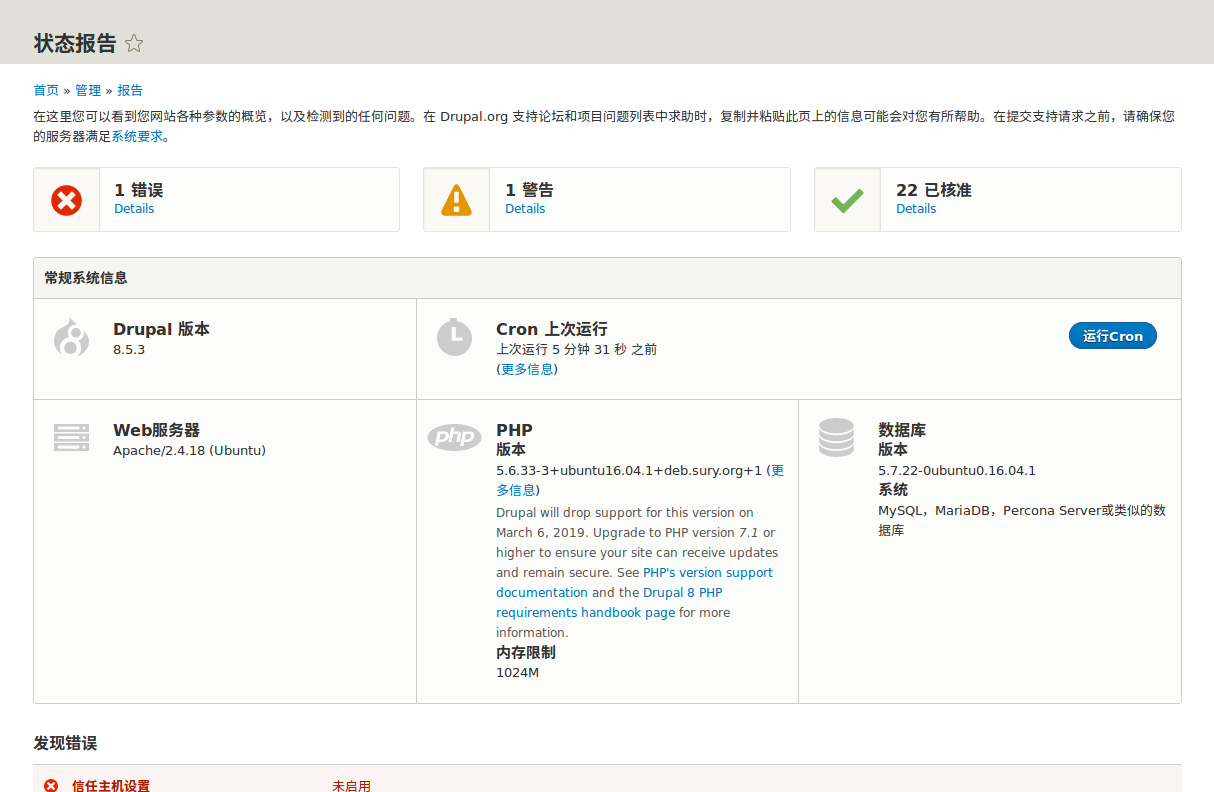 状态报告
首页 » 管理 » 报告
在这里您可以看到您网站各种参数的概览，以及检测到的任何问题。在 Drupal.org 支持论坛和项目问题列表中求助时，复制并粘贴此页上的信息可能会对您有所帮助。在提交支持请求之前，请确保您
的服务器满足系统要求。
1 错误
Details
1 警告
Details
22 已核准
Details
常规系统信息
Drupal 版本
8.5.3
Cron 上次运行
上次运行 5 分钟 31 秒 之前
(更多信息)
运行Cron
Web服务器
Apache/2.4.18 (Ubuntu)
php
PHP
版本
5.6.33-3+ubuntu16.04.1+deb.sury.org+1 (更
多信息)
Drupal will drop support for this version on
March 6, 2019. Upgrade to PHP version 7.1 or
higher to ensure your site can receive updates
and remain secure. See PHP's version support
documentation and the Drupal 8 PHP
requirements handbook page for more
information.
内存限制
1024M
数据库
版本
5.7.22-0ubuntu0.16.04.1
系统
MySQL，MariaDB，Percona Server或类似的数
据库
发现错误
信任主机设置
未启用